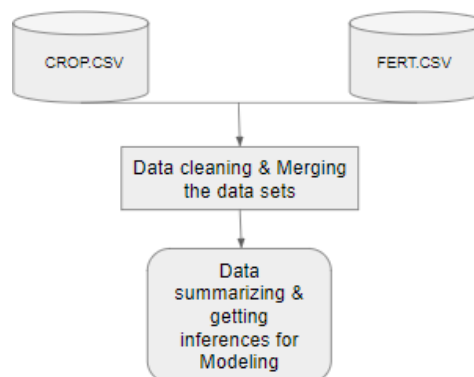 CROP.CSV
FERT.CSV
Data cleaning & Merging
the data sets
Data
summarizing &
getting
inferences for
Modeling